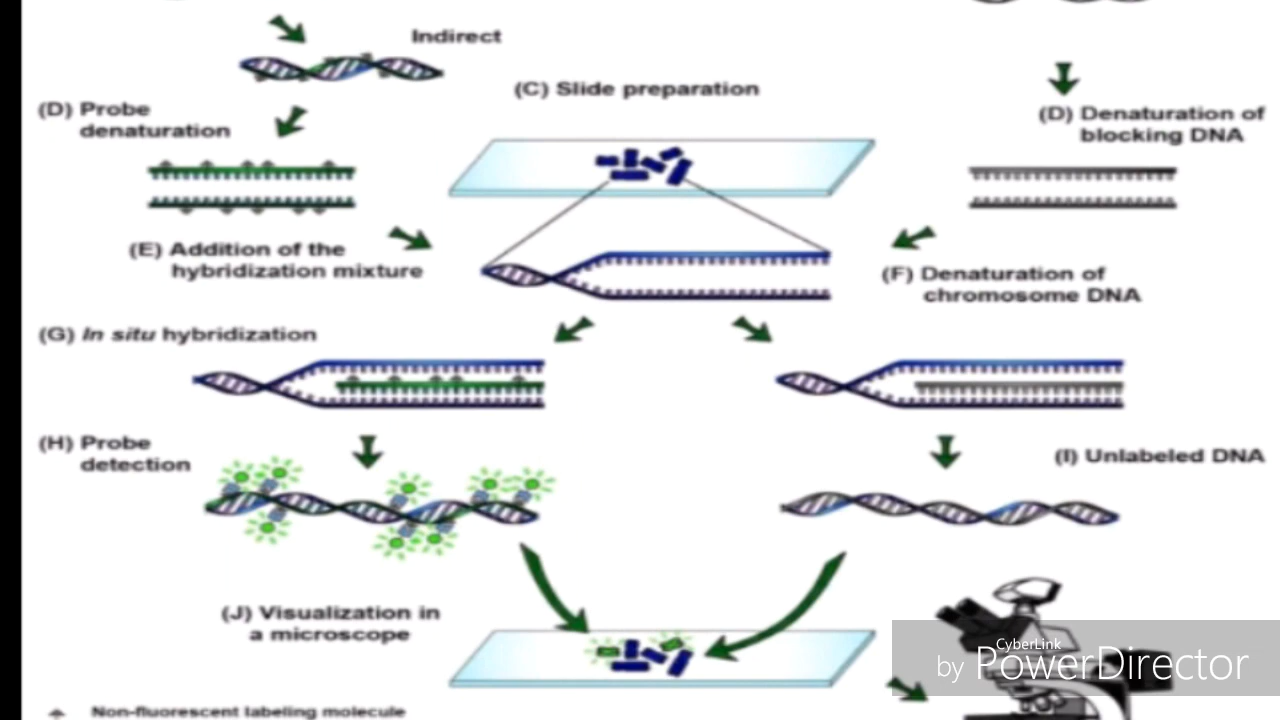 Indirect
(C) Slide preparation
(D) Probe
denaturation
(D) Denaturation of
blocking DNA
(E) Addition of the
hybridization mixture
(F) Denaturation of
chromosome DNA
(G) In situ hybridization
(H) Probe
detection
(I) Unlabeled DNA
(J) Visualization in
a microscope
CyberLink
by PowerDirector
Non-fluorescent labeling molecule